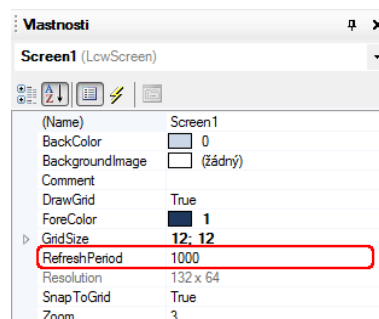 Vlastnosti
Screen1 (LcwScreen)
(Name) Screen1
BackColor 0
BackgroundImage (žádný)
Comment
DrawGrid True
ForeColor 1
GridSize 12; 12
RefreshPeriod 1000
Resolution 132 x 64
SnapToGrid True
Zoom 3